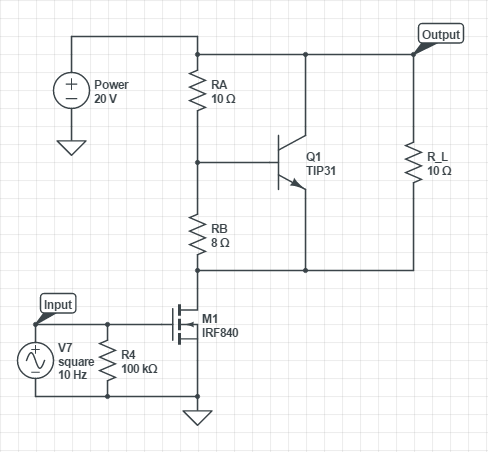 Output
Power
20 V
RA
10 Ω
Q1
TIP31
R_L
10 Ω
RB
8 Ω
Input
M1
IRF840
V7
square
10 Hz
R4
100 kΩ